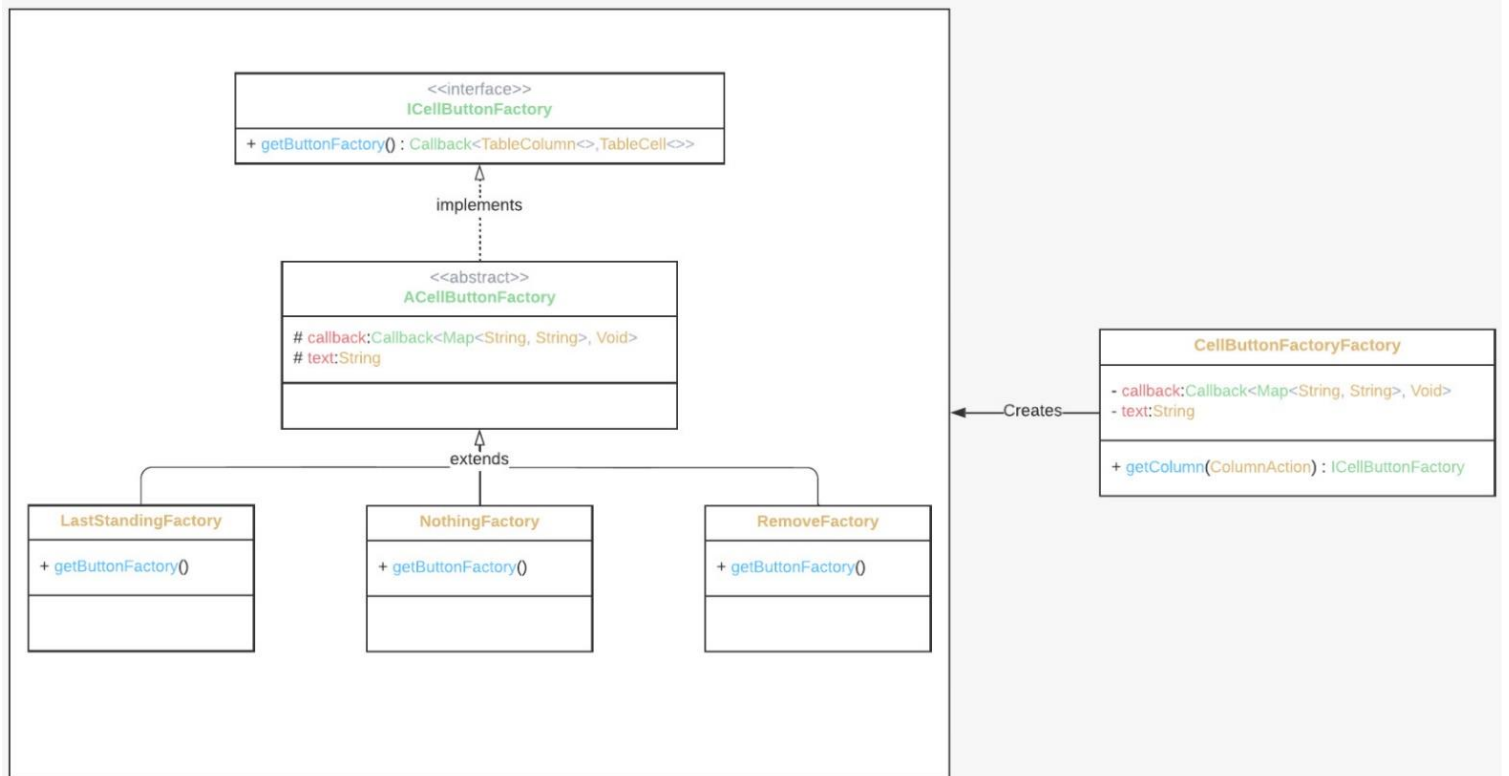 <<interface>>
ICellButtonFactory
+ getButtonFactory() : Callback<TableColumn<>,TableCell<>>
implements
<<abstract>>
ACellButtonFactory
# callback:Callback<Map<String, String>, Void>
# text:String
extends
LastStandingFactory
+ getButtonFactory()
NothingFactory
+ getButtonFactory()
RemoveFactory
+ getButtonFactory()
Creates
CellButtonFactoryFactory
- callback:Callback<Map<String, String>, Void>
- text:String
+ getColumn(ColumnAction) : ICellButtonFactory